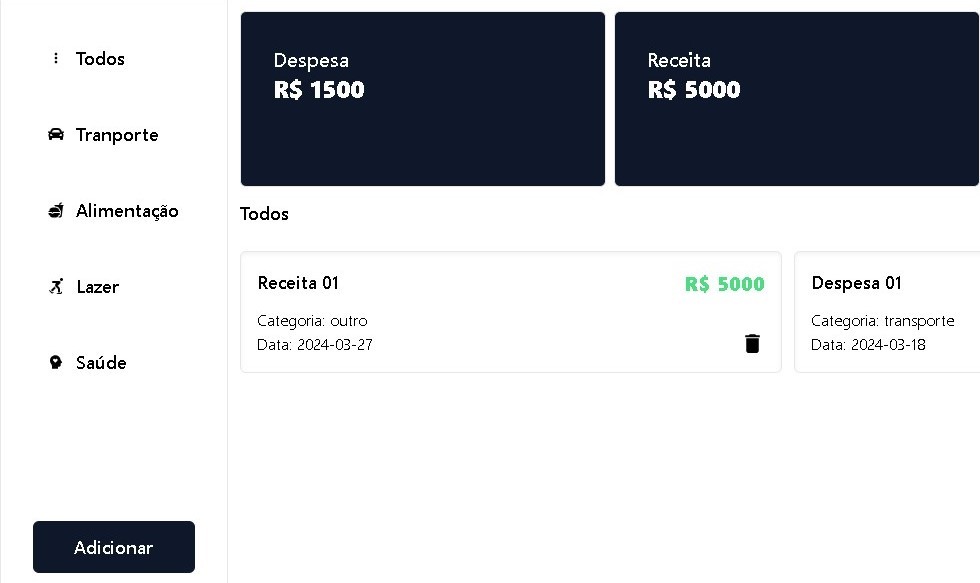 Todos
Tranporte
Alimentação
Lazer
Saúde
Adicionar
Despesa
R$ 1500
Receita
R$ 5000
Todos
Receita 01
R$ 5000
Categoria: outro
Data: 2024-03-27
Despesa 01
Categoria: transporte
Data: 2024-03-18